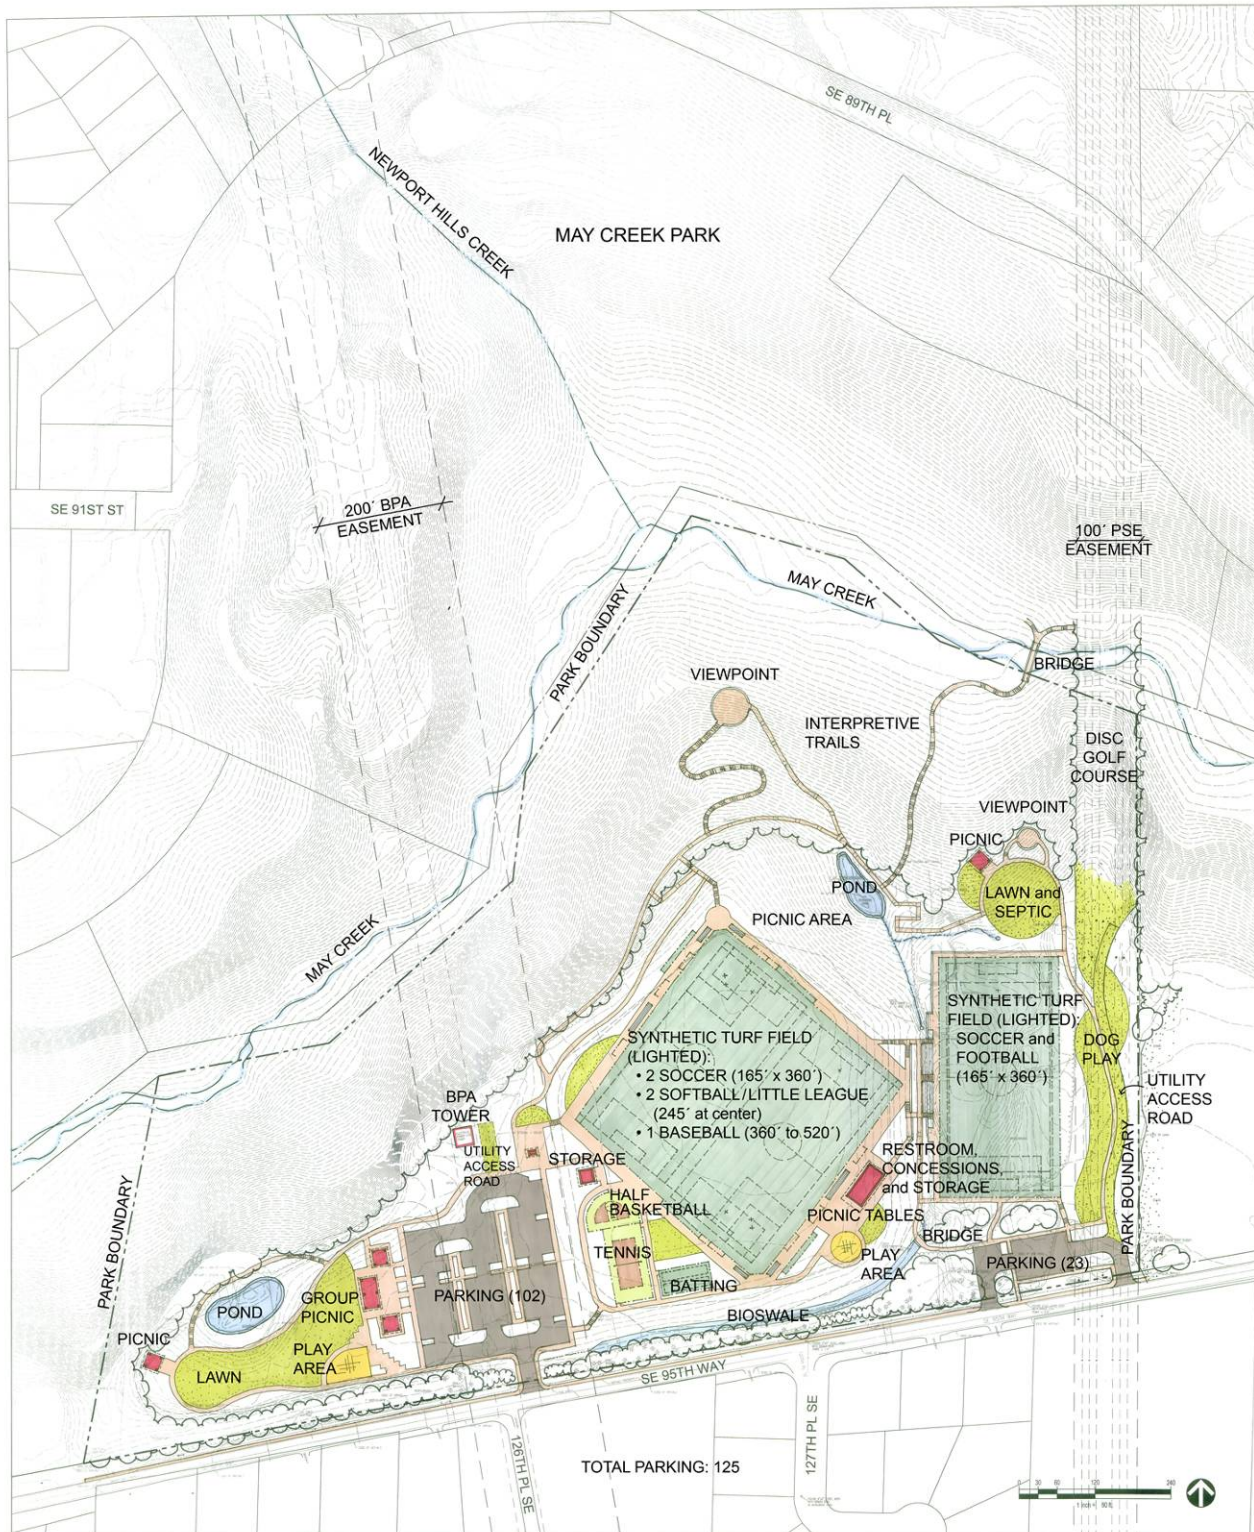 SE 89TH PL
NEWPORT HILLS CREEK
MAY CREEK PARK
SE 91ST ST
200´ BPA
EASEMENT
100´ PSE
EASEMENT
MAY CREEK
PARK BOUNDARY
BRIDGE
VIEWPOINT
INTERPRETIVE
TRAILS
DISC
GOLF
COURSE
VIEWPOINT
PICNIC
POND
LAWN and
SEPTIC
PICNIC AREA
MAY CREEK
SYNTHETIC TURF
FIELD (LIGHTED):
SOCCER and
FOOTBALL
(165´ x 360´)
SYNTHETIC TURF FIELD
(LIGHTED):
• 2 SOCCER (165´ x 360´)
• 2 SOFTBALL/LITTLE LEAGUE
(245´ at center)
• 1 BASEBALL (360´ to 520´)
DOG
PLAY
UTILITY
ACCESS
ROAD
BPA
TOWER
UTILITY
ACCESS
ROAD
STORAGE
RESTROOM,
CONCESSIONS,
and STORAGE
HALF
BASKETBALL
PICNIC TABLES
PARK BOUNDARY
PARK BOUNDARY
TENNIS
BRIDGE
PLAY
AREA
PARKING (23)
BATTING
GROUP
PICNIC
PARKING (102)
POND
BIOSWALE
PICNIC
PLAY
AREA
LAWN
SE 95TH WAY
126TH PL SE
127TH PL SE
TOTAL PARKING: 125